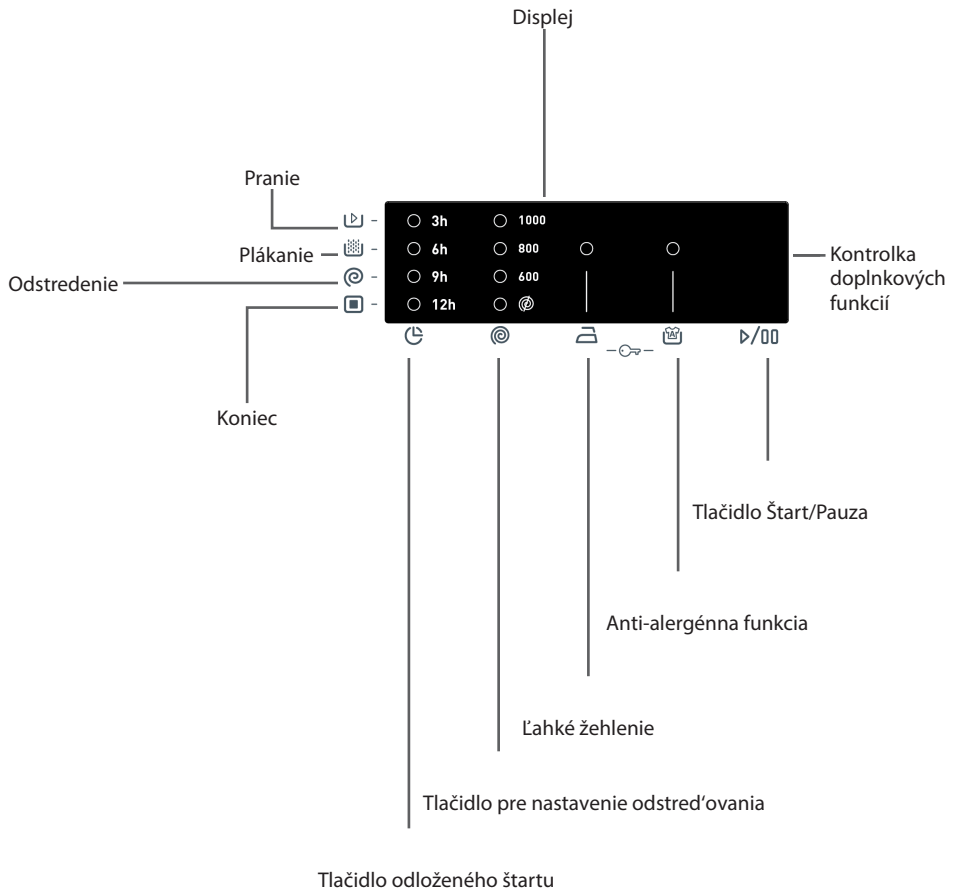 Displej
Pranie
3h 1000
Plákanie
6h 800
Kontrolka
doplnkových
funkcií
Odstredenie
9h 600
12h
Koniec
Tlačidlo Štart/Pauza
Anti-alergénna funkcia
Ľahké žehlenie
Tlačidlo pre nastavenie odstreďovania
Tlačidlo odloženého štartu